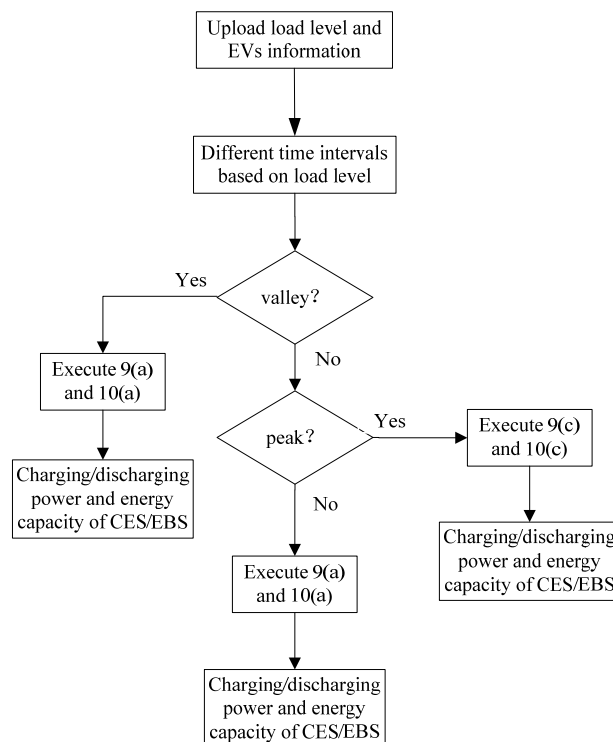 Upload load level and
EVs information
Different time intervals
based on load level
Yes
valley?
No
Execute 9(a)
and 10(a)
Yes
peak?
Execute 9(c)
and 10(c)
Charging/discharging
power and energy
capacity of CES/EBS
No
Charging/discharging
power and energy
capacity of CES/EBS
Execute 9(a)
and 10(a)
Charging/discharging
power and energy
capacity of CES/EBS